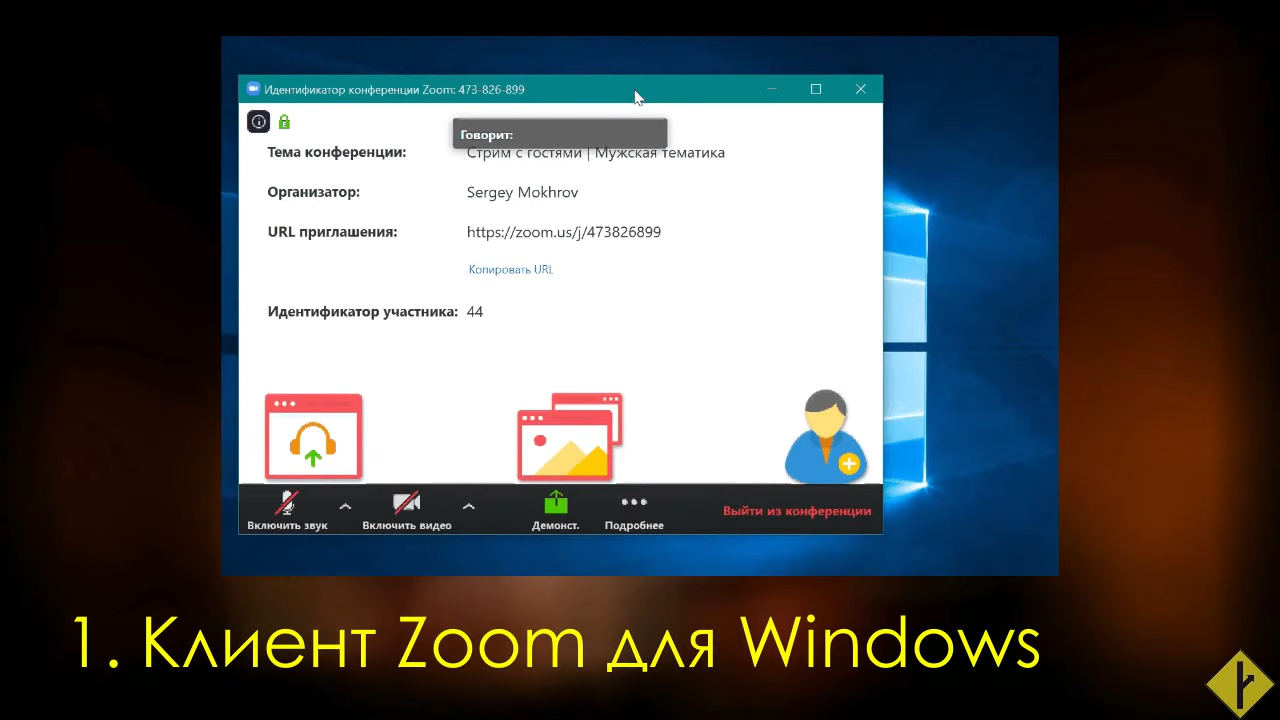 Идентификатор конференции Zoom: 473-826-899
Говорит:
Тема конференции: Стрим с гостями | Мужская тематика
Организатор: Sergey Mokhrov
URL приглашения: https://zoom.us/j/473826899
Копировать URL
Идентификатор участника: 44
Включить звук Включить видео Демонст. Подробнее Выйти из конференции
1. Клиент Zoom для Windows